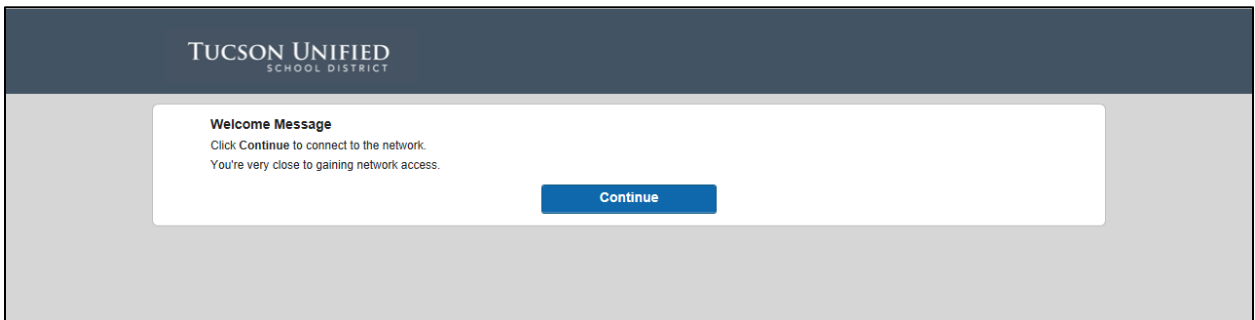 TUCSON UNIFIED
SCHOOL DISTRICT
Welcome Message
Click Continue to connect to the network.
You're very close to gaining network access.
Continue